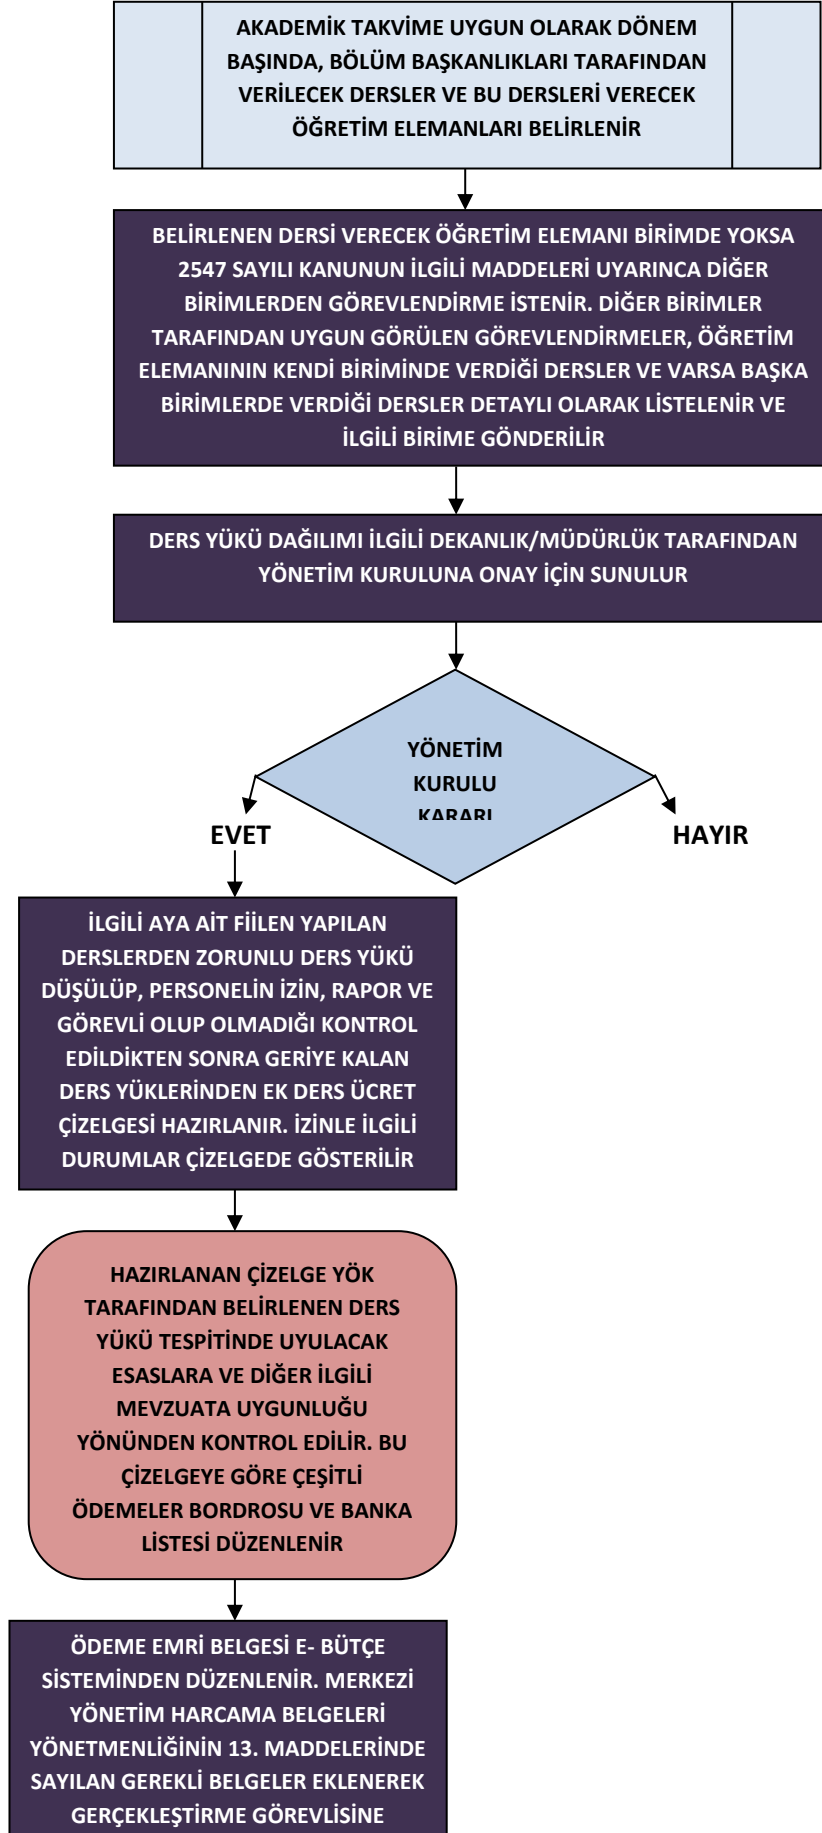 AKADEMİK TAKVİME UYGUN OLARAK DÖNEM
BAŞINDA, BÖLÜM BAŞKANLIKLARI TARAFINDAN
VERİLECEK DERSLER VE BU DERSLERİ VERECEK
ÖĞRETİM ELEMANLARI BELİRLENİR
BELİRLENEN DERSİ VERECEK ÖĞRETİM ELEMANI BİRİMDE YOKSA
2547 SAYILI KANUNUN İLGİLİ MADDELERİ UYARINCA DİĞER
BİRİMLERDEN GÖREVLENDİRME İSTENİR. DİĞER BİRİMLER
TARAFINDAN UYGUN GÖRÜLEN GÖREVLENDİRMELER, ÖĞRETİM
ELEMANININ KENDİ BİRİMİNDE VERDİĞİ DERSLER VE VARSA BAŞKA
BİRİMLERDE VERDİĞİ DERSLER DETAYLI OLARAK LİSTELENİR VE
İLGİLİ BİRİME GÖNDERİLİR
DERS YÜKÜ DAĞILIMI İLGİLİ DEKANLIK/MÜDÜRLÜK TARAFINDAN
YÖNETİM KURULUNA ONAY İÇİN SUNULUR
YÖNETİM
KURULU
KARARI
EVET
HAYIR
İLGİLİ AYA AİT FİİLEN YAPILAN
DERSLERDEN ZORUNLU DERS YÜKÜ
DÜŞÜLÜP, PERSONELİN İZİN, RAPOR VE
GÖREVLİ OLUP OLMADIĞI KONTROL
EDİLDİKTEN SONRA GERİYE KALAN
DERS YÜKLERİNDEN EK DERS ÜCRET
ÇİZELGESİ HAZIRLANIR. İZİNLE İLGİLİ
DURUMLAR ÇİZELGEDE GÖSTERİLİR
HAZIRLANAN ÇİZELGE YÖK
TARAFINDAN BELİRLENEN DERS
YÜKÜ TESPİTİNDE UYULACAK
ESASLARA VE DİĞER İLGİLİ
MEVZUATA UYGUNLUĞU
YÖNÜNDEN KONTROL EDİLİR. BU
ÇİZELGEYE GÖRE ÇEŞİTLİ
ÖDEMELER BORDROSU VE BANKA
LİSTESİ DÜZENLENİR
ÖDEME EMRİ BELGESİ E- BÜTÇE
SİSTEMİNDEN DÜZENLENİR. MERKEZİ
YÖNETİM HARCAMA BELGELERİ
YÖNETMENLİĞİNİN 13. MADDELERİNDE
SAYILAN GEREKLİ BELGELER EKLENEREK
GERÇEKLEŞTİRME GÖREVLİSİNE